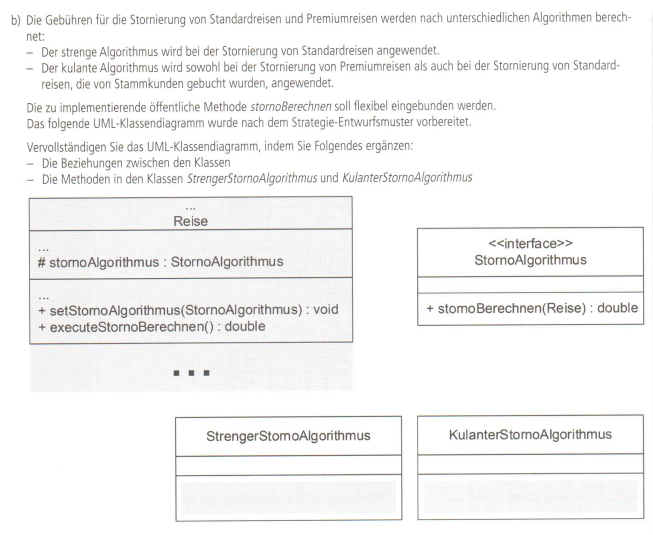 b) Die Gebühren für die Stornierung von Standardreisen und Premiumreisen werden nach unterschiedlichen Algorithmen berech-
net:
– Der strenge Algorithmus wird bei der Stornierung von Standardreisen angewendet.
– Der kulante Algorithmus wird sowohl bei der Stornierung von Premiumreisen als auch bei der Stornierung von Standard-
reisen, die von Stammkunden gebucht wurden, angewendet.
Die zu implementierende öffentliche Methode stornoBerechnen soll flexibel eingebunden werden.
Das folgende UML-Klassendiagramm wurde nach dem Strategie-Entwurfsmuster vorbereitet.
Vervollständigen Sie das UML-Klassendiagramm, indem Sie Folgendes ergänzen:
– Die Beziehungen zwischen den Klassen
– Die Methoden in den Klassen StrengerStornoAlgorithmus und KulanterStornoAlgorithmus
...
Reise
...
# stornoAlgorithmus : StornoAlgorithmus
...
+ setStornoAlgorithmus(StornoAlgorithmus) : void
+ executeStornoBerechnen() : double
...
<<interface>>
StornoAlgorithmus
+ stornoBerechnen(Reise) : double
StrengerStornoAlgorithmus
KulanterStornoAlgorithmus